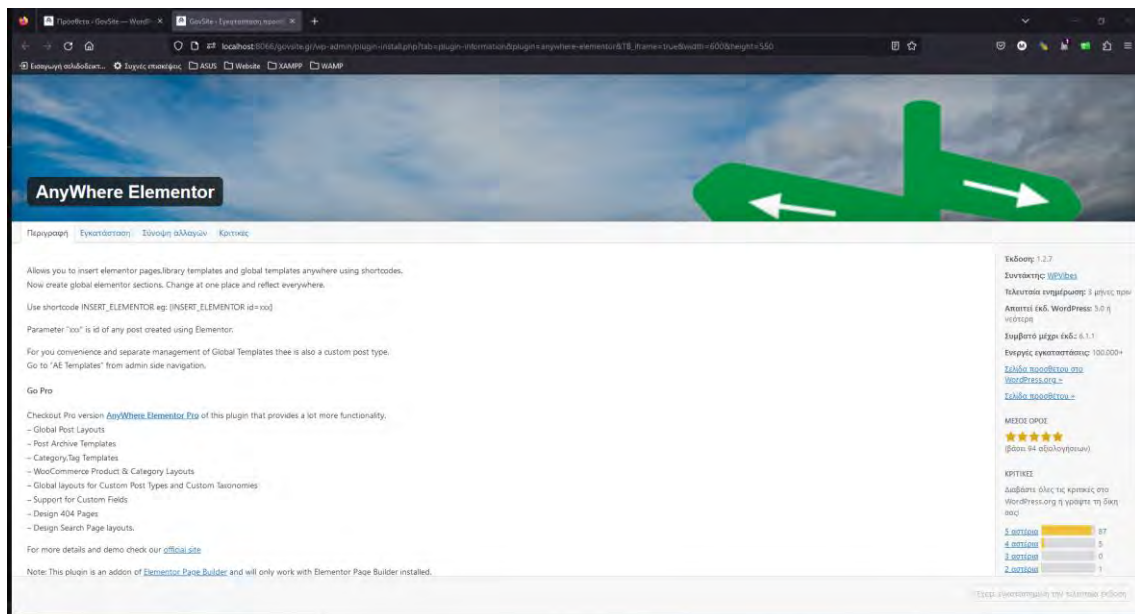 Πρόσθετα ‹ GovSite — WordP
GovSite › Εγκατάσταση προσθ
localhost:8066/govsite.gr/wp-admin/plugin-install.php?tab=plugin-information&plugin=anywhere-elementor&TB_iframe=true&width=600&height=550
Εισαγωγή σελιδοδεικτ...
Συχνές επισκέψεις
ASUS
Website
XAMPP
WAMP
AnyWhere Elementor
Περιγραφή
Εγκατάσταση
Σύνοψη αλλαγών
Κριτικές
Allows you to insert elementor pages,library templates and global templates anywhere using shortcodes.
Now create global elementor sections. Change at one place and reflect everywhere.
Use shortcode INSERT_ELEMENTOR eg: [INSERT_ELEMENTOR id=xxx]
Parameter "xxx" is id of any post created using Elementor.
For you convenience and separate management of Global Templates thee is also a custom post type.
Go to "AE Templates" from admin side navigation.
Go Pro
Checkout Pro version AnyWhere Elementor Pro of this plugin that provides a lot more functionality.
– Global Post Layouts
– Post Archive Templates
– Category,Tag Templates
– WooCommerce Product & Category Layouts
– Global layouts for Custom Post Types and Custom Taxonomies
– Support for Custom Fields
– Design 404 Pages
– Design Search Page layouts.
For more details and demo check our official site
Note: This plugin is an addon of Elementor Page Builder and will only work with Elementor Page Builder installed.
Έκδοση: 1.2.7
Συντάκτης: WPVibes
Τελευταία ενημέρωση: 3 μήνες πριν
Απαιτεί έκδ. WordPress: 5.0 ή
νεότερη
Συμβατό μέχρι έκδ.: 6.1.1
Ενεργές εγκαταστάσεις: 100.000+
Σελίδα προσθέτου στο
WordPress.org »
Σελίδα προσθέτου »
ΜΕΣΟΣ ΟΡΟΣ
(βάσει 94 αξιολογήσεων)
ΚΡΙΤΙΚΕΣ
Διαβάστε όλες τις κριτικές στο
WordPress.org ή γράψτε τη δική
σας!
5 αστέρια 87
4 αστέρια 5
3 αστέρια 0
2 αστέρια 1
Έχετε εγκατεστημένη την τελευταία έκδοση